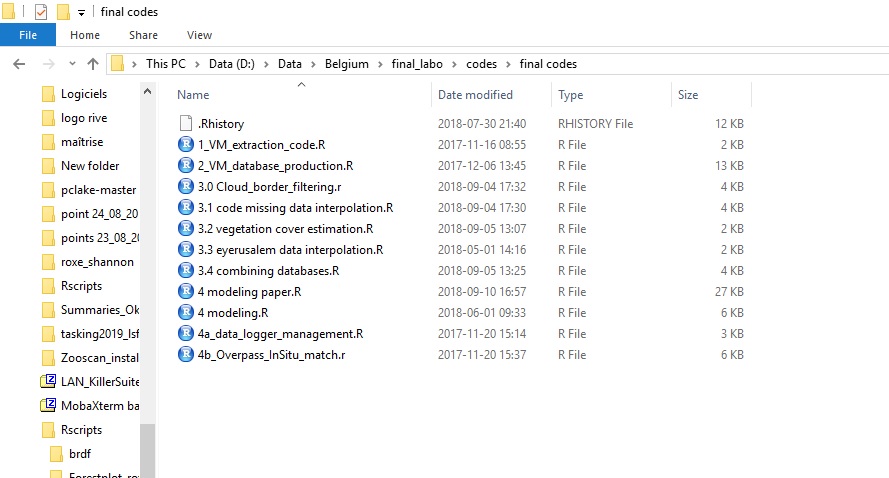 final codes
File Home Share View
This PC > Data (D:) > Data > Belgium > final_labo > codes > final codes
Logiciels
logo rive
maîtrise
New folder
pclake-master
point 24_08_20
points 23_08_20
roxe_shannon
Rscripts
Summaries_Ok
tasking2019_lsf
Zooscan_install
LAN_KillerSuite
MobaXterm ba
Rscripts
brdf
Forestplot_ro
Name Date modified Type Size
.Rhistory 2018-07-30 21:40 RHISTORY File 12 KB
1_VM_extraction_code.R 2017-11-16 08:55 R File 2 KB
2_VM_database_production.R 2017-12-06 13:45 R File 13 KB
3.0 Cloud_border_filtering.r 2018-09-04 17:32 R File 4 KB
3.1 code missing data interpolation.R 2018-09-04 17:30 R File 4 KB
3.2 vegetation cover estimation.R 2018-09-05 13:07 R File 2 KB
3.3 eyerusalem data interpolation.R 2018-05-01 14:16 R File 2 KB
3.4 combining databases.R 2018-09-05 13:25 R File 4 KB
4 modeling paper.R 2018-09-10 16:57 R File 27 KB
4 modeling.R 2018-06-01 09:33 R File 6 KB
4a_data_logger_management.R 2017-11-20 15:14 R File 3 KB
4b_Overpass_InSitu_match.r 2017-11-20 15:37 R File 6 KB